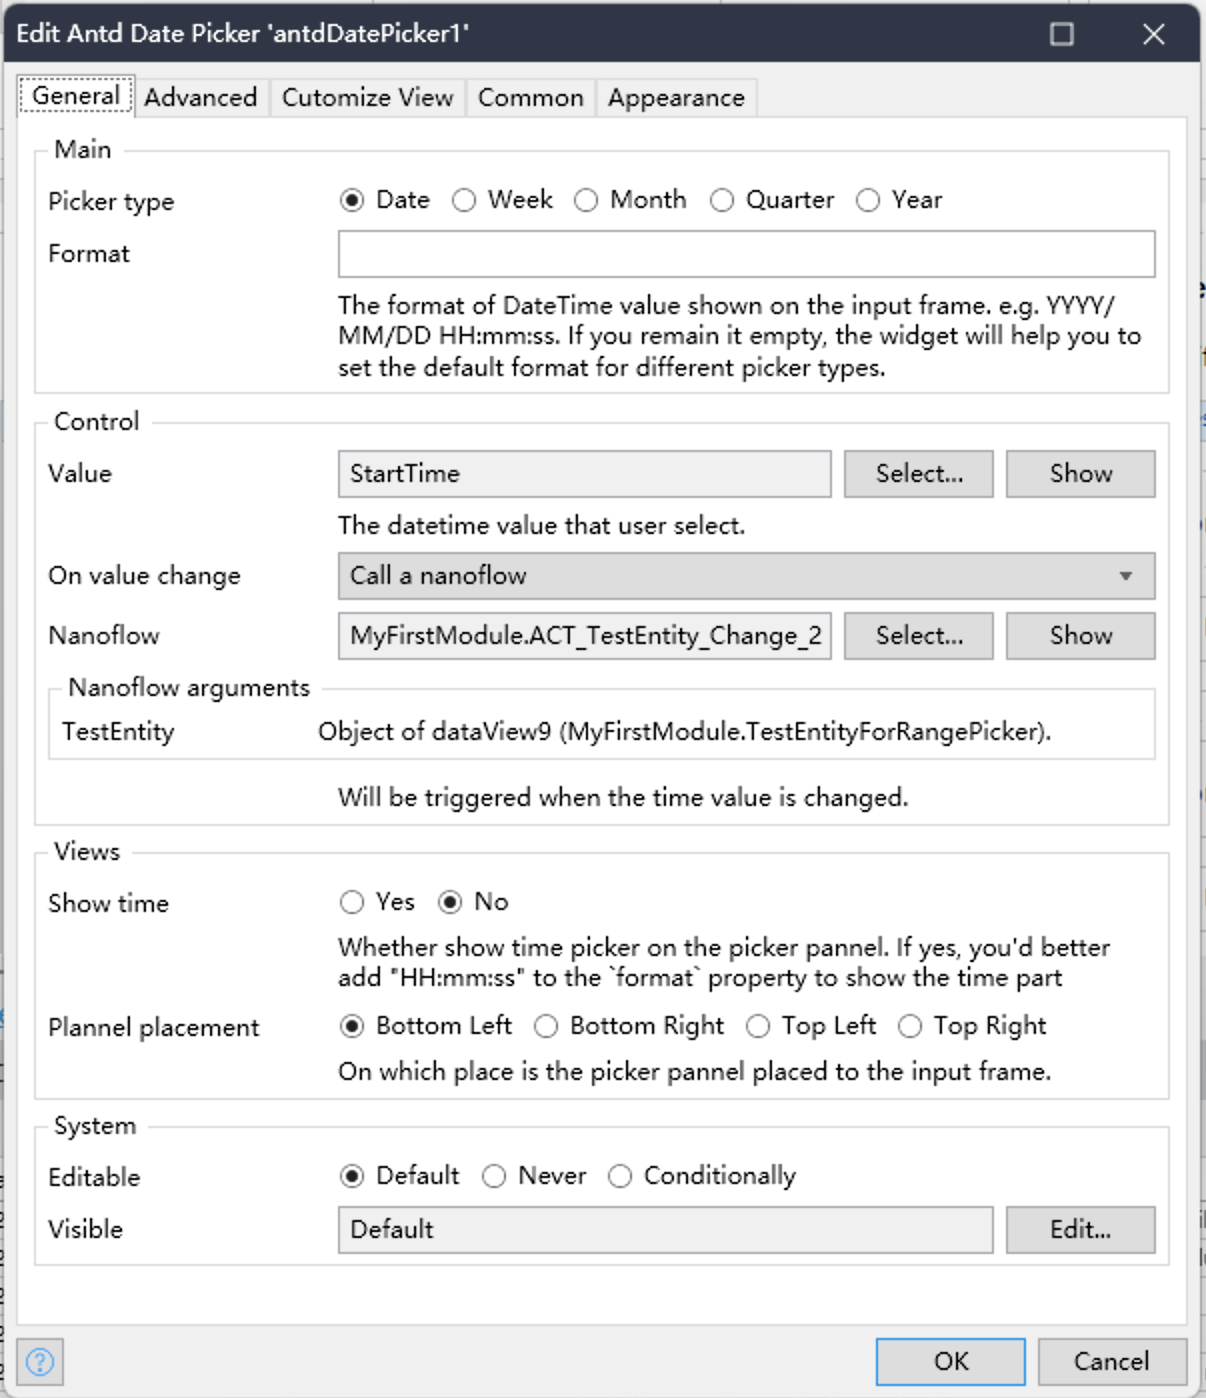 Edit Antd Date Picker 'antdDatePicker1'
General Advanced Cutomize View Common Appearance
Main
Picker type Date Week Month Quarter Year
Format
The format of DateTime value shown on the input frame. e.g. YYYY/
MM/DD HH:mm:ss. If you remain it empty, the widget will help you to
set the default format for different picker types.
Control
Value StartTime Select... Show
The datetime value that user select.
On value change Call a nanoflow
Nanoflow MyFirstModule.ACT_TestEntity_Change_2 Select... Show
Nanoflow arguments
TestEntity Object of dataView9 (MyFirstModule.TestEntityForRangePicker).
Will be triggered when the time value is changed.
Views
Show time Yes No
Whether show time picker on the picker pannel. If yes, you'd better
add "HH:mm:ss" to the `format` property to show the time part
Plannel placement Bottom Left Bottom Right Top Left Top Right
On which place is the picker pannel placed to the input frame.
System
Editable Default Never Conditionally
Visible Default Edit...
? OK Cancel